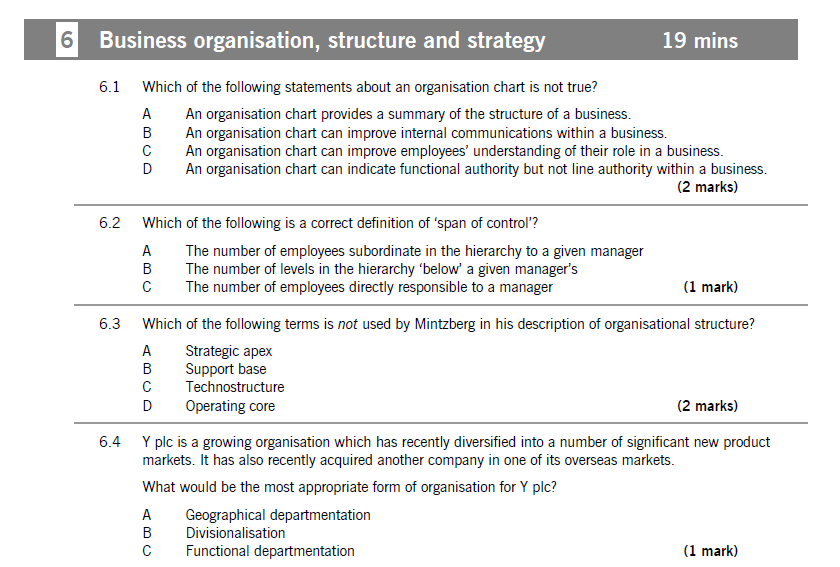 6 Business organisation, structure and strategy 19 mins
6.1 Which of the following statements about an organisation chart is not true?
A An organisation chart provides a summary of the structure of a business.
B An organisation chart can improve internal communications within a business.
C An organisation chart can improve employees' understanding of their role in a business.
D An organisation chart can indicate functional authority but not line authority within a business.
(2 marks)
6.2 Which of the following is a correct definition of 'span of control'?
A The number of employees subordinate in the hierarchy to a given manager
B The number of levels in the hierarchy 'below' a given manager's
C The number of employees directly responsible to a manager (1 mark)
6.3 Which of the following terms is not used by Mintzberg in his description of organisational structure?
A Strategic apex
B Support base
C Technostructure
D Operating core (2 marks)
6.4 Y plc is a growing organisation which has recently diversified into a number of significant new product
markets. It has also recently acquired another company in one of its overseas markets.
What would be the most appropriate form of organisation for Y plc?
A Geographical departmentation
B Divisionalisation
C Functional departmentation (1 mark)